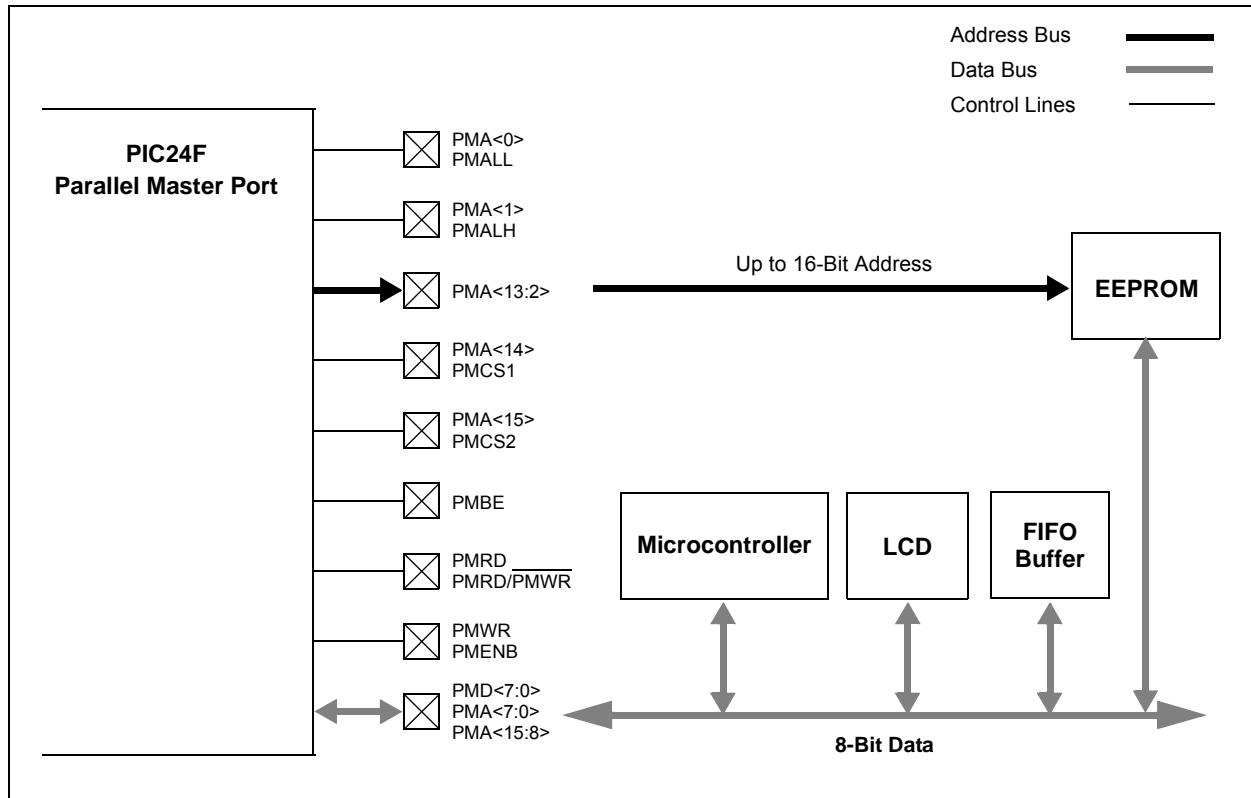 Address Bus
Data Bus
Control Lines
PIC24F
Parallel Master Port
PMA<0>
PMALL
PMA<1>
PMALH
PMA<13:2>
Up to 16-Bit Address
EEPROM
PMA<14>
PMCS1
PMA<15>
PMCS2
PMBE
Microcontroller
LCD
FIFO
Buffer
PMRD
PMRD/P̅M̅W̅R̅
PMWR
PMENB
PMD<7:0>
PMA<7:0>
PMA<15:8>
8-Bit Data